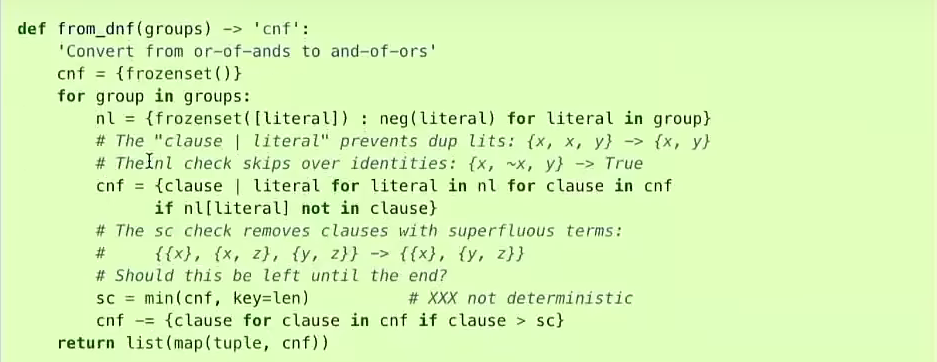 def from_dnf(groups) -> 'cnf':
    'Convert from or-of-ands to and-of-ors'
    cnf = {frozenset()}
    for group in groups:
        nl = {frozenset([literal]) : neg(literal) for literal in group}
        # The "clause | literal" prevents dup lits: {x, x, y} -> {x, y}
        # The nl check skips over identities: {x, ~x, y} -> True
        cnf = {clause | literal for literal in nl for clause in cnf
              if nl[literal] not in clause}
        # The sc check removes clauses with superfluous terms:
        #     {{x}, {x, z}, {y, z}} -> {{x}, {y, z}}
        # Should this be left until the end?
        sc = min(cnf, key=len)          # XXX not deterministic
        cnf -= {clause for clause in cnf if clause > sc}
    return list(map(tuple, cnf))